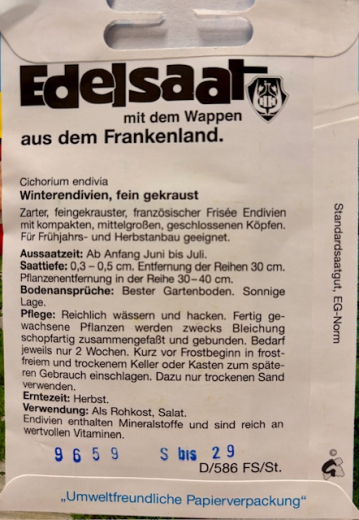 Edelsaat
mit dem Wappen
aus dem Frankenland.
Cichorium endivia
Winterendivien, fein gekraust
Zarter, feingekrauster, französischer Frisée Endivien
mit kompakten, mittelgroßen, geschlossenen Köpfen.
Für Frühjahrs- und Herbstanbau geeignet.
Aussaatzeit: Ab Anfang Juni bis Juli.
Saattiefe: 0,3 – 0,5 cm. Entfernung der Reihen 30 cm.
Pflanzenentfernung in der Reihe 30–40 cm.
Bodenansprüche: Bester Gartenboden. Sonnige
Lage.
Pflege: Reichlich wässern und hacken. Fertig ge-
wachsene Pflanzen werden zwecks Bleichung
schopfartig zusammengefaßt und gebunden. Bedarf
jeweils nur 2 Wochen. Kurz vor Frostbeginn in frost-
freiem und trockenem Keller oder Kasten zum späte-
ren Gebrauch einschlagen. Dazu nur trockenen Sand
verwenden.
Erntezeit: Herbst.
Verwendung: Als Rohkost, Salat.
Endivien enthalten Mineralstoffe und sind reich an
wertvollen Vitaminen.
9659 S bis 29
D/586 FS/St.
„Umweltfreundliche Papierverpackung“
Standardsaatgut, EG-Norm